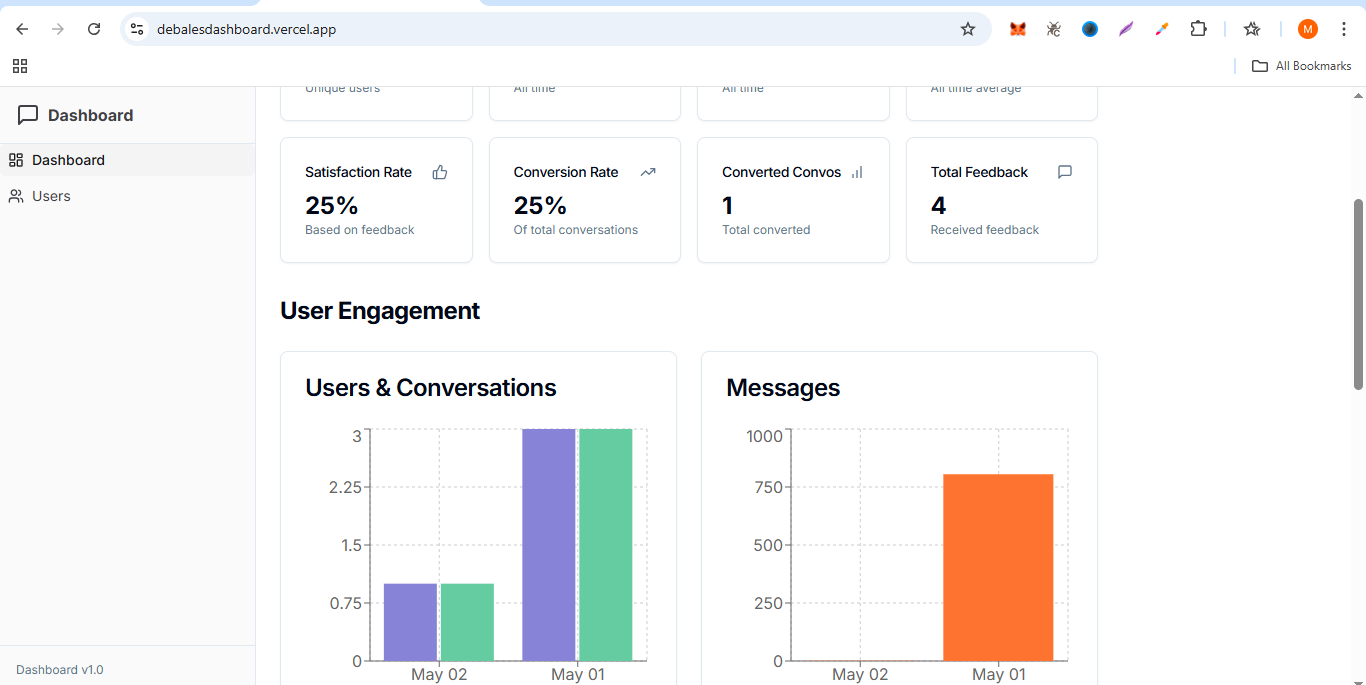 debalesdashboard.vercel.app
M
All Bookmarks
Dashboard
Dashboard
Users
Dashboard v1.0
Unique users
All time
All time
All time average
Satisfaction Rate
25%
Based on feedback
Conversion Rate
25%
Of total conversations
Converted Convos
1
Total converted
Total Feedback
4
Received feedback
User Engagement
Users & Conversations
3
2.25
1.5
0.75
0
May 02 May 01
Messages
1000
750
500
250
0
May 02 May 01